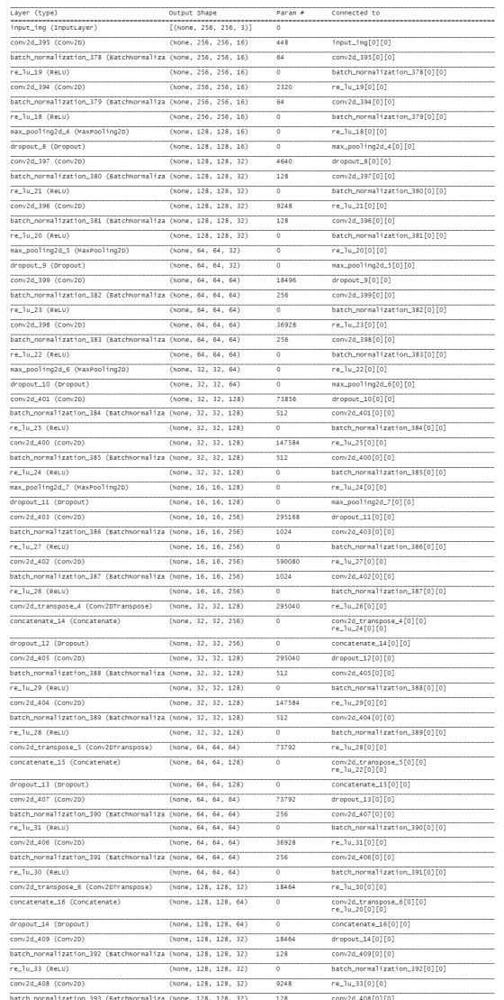 Layer (type) Output Shape Param # Connected to
input_img (InputLayer) [(None, 256, 256, 3)] 0
conv2d_395 (Conv2D) (None, 256, 256, 16) 448 input_img[0][0]
batch_normalization_378 (BatchNormaliza (None, 256, 256, 16) 64 conv2d_395[0][0]
re_lu_19 (ReLU) (None, 256, 256, 16) 0 batch_normalization_378[0][0]
conv2d_394 (Conv2D) (None, 256, 256, 16) 2320 re_lu_19[0][0]
batch_normalization_379 (BatchNormaliza (None, 256, 256, 16) 64 conv2d_394[0][0]
re_lu_18 (ReLU) (None, 256, 256, 16) 0 batch_normalization_379[0][0]
max_pooling2d_4 (MaxPooling2D) (None, 128, 128, 16) 0 re_lu_18[0][0]
dropout_8 (Dropout) (None, 128, 128, 16) 0 max_pooling2d_4[0][0]
conv2d_397 (Conv2D) (None, 128, 128, 32) 4640 dropout_8[0][0]
batch_normalization_380 (BatchNormaliza (None, 128, 128, 32) 128 conv2d_397[0][0]
re_lu_21 (ReLU) (None, 128, 128, 32) 0 batch_normalization_380[0][0]
conv2d_396 (Conv2D) (None, 128, 128, 32) 9248 re_lu_21[0][0]
batch_normalization_381 (BatchNormaliza (None, 128, 128, 32) 128 conv2d_396[0][0]
re_lu_20 (ReLU) (None, 128, 128, 32) 0 batch_normalization_381[0][0]
max_pooling2d_5 (MaxPooling2D) (None, 64, 64, 32) 0 re_lu_20[0][0]
dropout_9 (Dropout) (None, 64, 64, 32) 0 max_pooling2d_5[0][0]
conv2d_399 (Conv2D) (None, 64, 64, 64) 18496 dropout_9[0][0]
batch_normalization_382 (BatchNormaliza (None, 64, 64, 64) 256 conv2d_399[0][0]
re_lu_23 (ReLU) (None, 64, 64, 64) 0 batch_normalization_382[0][0]
conv2d_398 (Conv2D) (None, 64, 64, 64) 36928 re_lu_23[0][0]
batch_normalization_383 (BatchNormaliza (None, 64, 64, 64) 256 conv2d_398[0][0]
re_lu_22 (ReLU) (None, 64, 64, 64) 0 batch_normalization_383[0][0]
max_pooling2d_6 (MaxPooling2D) (None, 32, 32, 64) 0 re_lu_22[0][0]
dropout_10 (Dropout) (None, 32, 32, 64) 0 max_pooling2d_6[0][0]
conv2d_401 (Conv2D) (None, 32, 32, 128) 73856 dropout_10[0][0]
batch_normalization_384 (BatchNormaliza (None, 32, 32, 128) 512 conv2d_401[0][0]
re_lu_25 (ReLU) (None, 32, 32, 128) 0 batch_normalization_384[0][0]
conv2d_400 (Conv2D) (None, 32, 32, 128) 147584 re_lu_25[0][0]
batch_normalization_385 (BatchNormaliza (None, 32, 32, 128) 512 conv2d_400[0][0]
re_lu_24 (ReLU) (None, 32, 32, 128) 0 batch_normalization_385[0][0]
max_pooling2d_7 (MaxPooling2D) (None, 16, 16, 128) 0 re_lu_24[0][0]
dropout_11 (Dropout) (None, 16, 16, 128) 0 max_pooling2d_7[0][0]
conv2d_403 (Conv2D) (None, 16, 16, 256) 295168 dropout_11[0][0]
batch_normalization_386 (BatchNormaliza (None, 16, 16, 256) 1024 conv2d_403[0][0]
re_lu_27 (ReLU) (None, 16, 16, 256) 0 batch_normalization_386[0][0]
conv2d_402 (Conv2D) (None, 16, 16, 256) 590080 re_lu_27[0][0]
batch_normalization_387 (BatchNormaliza (None, 16, 16, 256) 1024 conv2d_402[0][0]
re_lu_26 (ReLU) (None, 16, 16, 256) 0 batch_normalization_387[0][0]
conv2d_transpose_4 (Conv2DTranspose) (None, 32, 32, 128) 295040 re_lu_26[0][0]
concatenate_14 (Concatenate) (None, 32, 32, 256) 0 conv2d_transpose_4[0][0]
re_lu_24[0][0]
dropout_12 (Dropout) (None, 32, 32, 256) 0 concatenate_14[0][0]
conv2d_405 (Conv2D) (None, 32, 32, 128) 295040 dropout_12[0][0]
batch_normalization_388 (BatchNormaliza (None, 32, 32, 128) 512 conv2d_405[0][0]
re_lu_29 (ReLU) (None, 32, 32, 128) 0 batch_normalization_388[0][0]
conv2d_404 (Conv2D) (None, 32, 32, 128) 147584 re_lu_29[0][0]
batch_normalization_389 (BatchNormaliza (None, 32, 32, 128) 512 conv2d_404[0][0]
re_lu_28 (ReLU) (None, 32, 32, 128) 0 batch_normalization_389[0][0]
conv2d_transpose_5 (Conv2DTranspose) (None, 64, 64, 64) 73792 re_lu_28[0][0]
concatenate_15 (Concatenate) (None, 64, 64, 128) 0 conv2d_transpose_5[0][0]
re_lu_22[0][0]
dropout_13 (Dropout) (None, 64, 64, 128) 0 concatenate_15[0][0]
conv2d_407 (Conv2D) (None, 64, 64, 64) 73792 dropout_13[0][0]
batch_normalization_390 (BatchNormaliza (None, 64, 64, 64) 256 conv2d_407[0][0]
re_lu_31 (ReLU) (None, 64, 64, 64) 0 batch_normalization_390[0][0]
conv2d_406 (Conv2D) (None, 64, 64, 64) 36928 re_lu_31[0][0]
batch_normalization_391 (BatchNormaliza (None, 64, 64, 64) 256 conv2d_406[0][0]
re_lu_30 (ReLU) (None, 64, 64, 64) 0 batch_normalization_391[0][0]
conv2d_transpose_6 (Conv2DTranspose) (None, 128, 128, 32) 18464 re_lu_30[0][0]
concatenate_16 (Concatenate) (None, 128, 128, 64) 0 conv2d_transpose_6[0][0]
re_lu_20[0][0]
dropout_14 (Dropout) (None, 128, 128, 64) 0 concatenate_16[0][0]
conv2d_409 (Conv2D) (None, 128, 128, 32) 18464 dropout_14[0][0]
batch_normalization_392 (BatchNormaliza (None, 128, 128, 32) 128 conv2d_409[0][0]
re_lu_33 (ReLU) (None, 128, 128, 32) 0 batch_normalization_392[0][0]
conv2d_408 (Conv2D) (None, 128, 128, 32) 9248 re_lu_33[0][0]
batch_normalization_393 (BatchNormaliza (None, 128, 128, 32) 128 conv2d_408[0][0]